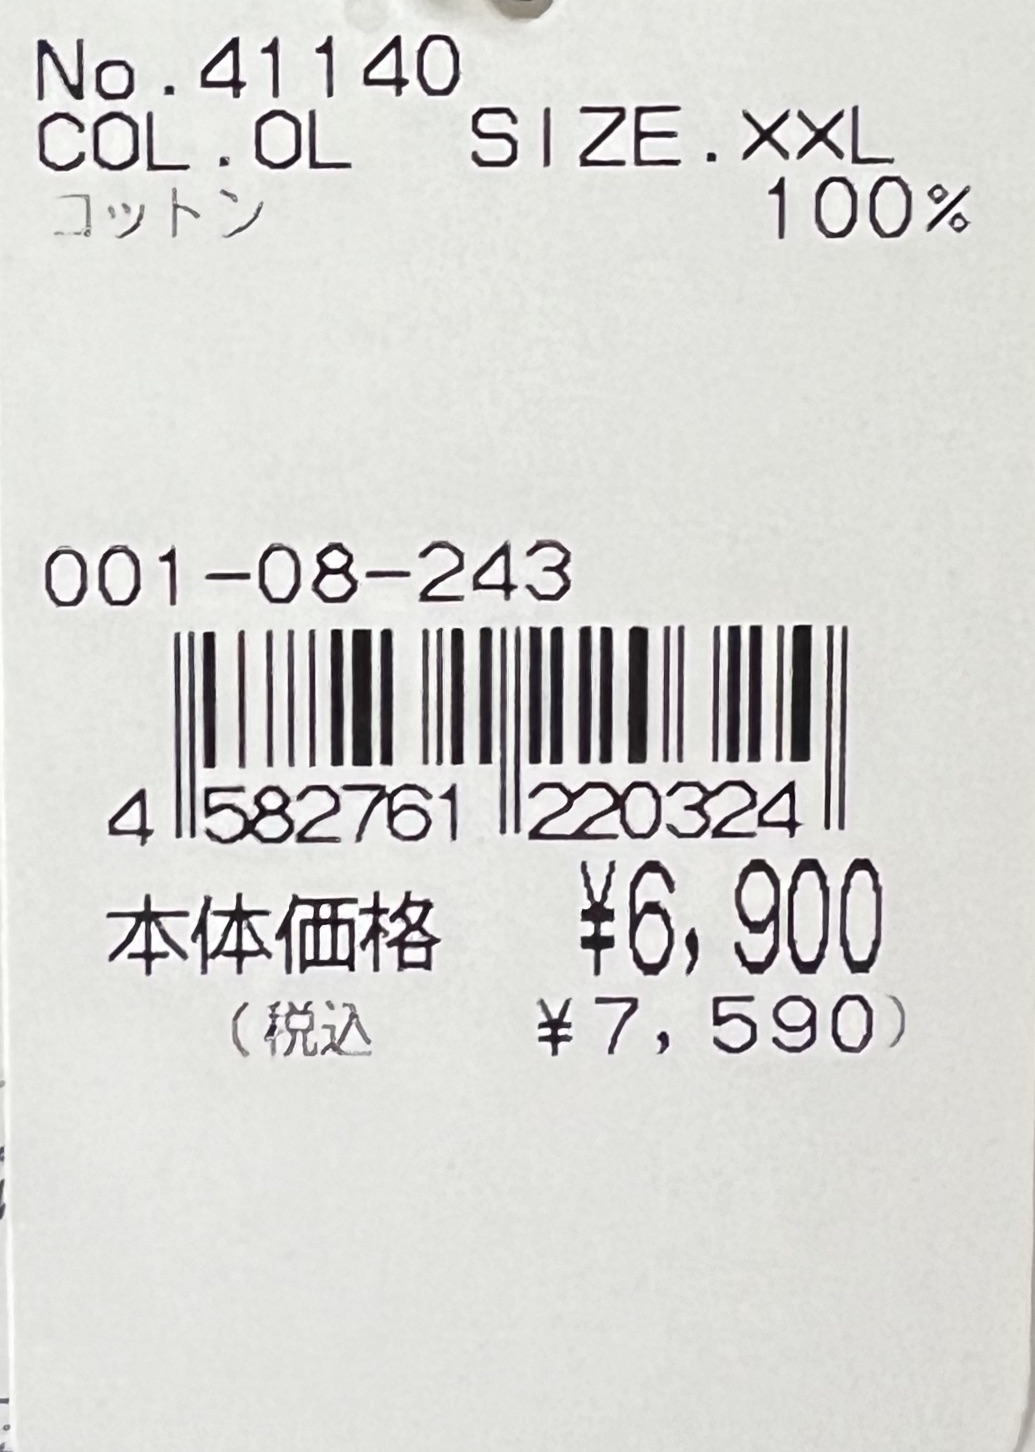 No.41140
COL.OL SIZE.XXL
コットン 100%
001-08-243
4 582761 220324
本体価格 ¥6,900
(税込 ¥7,590)